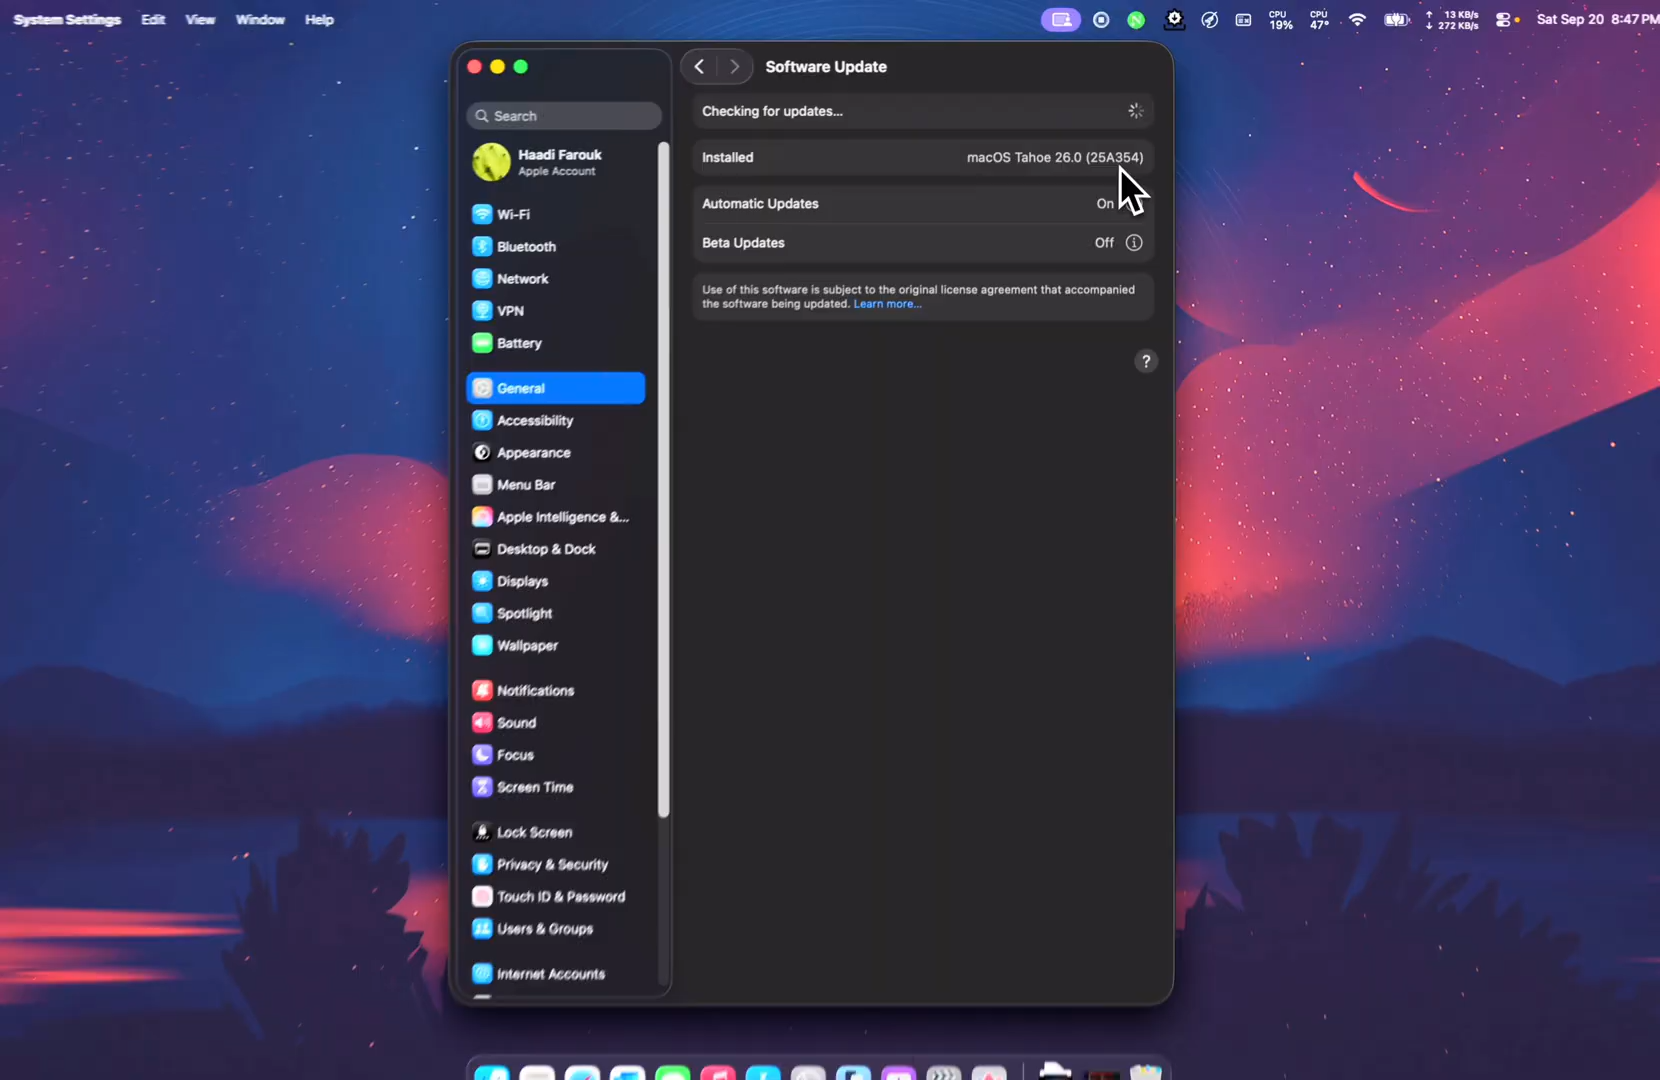 System Settings Edit View Window Help
CPU 19% CPU 47° ↑ 13 KB/s ↓ 272 KB/s Sat Sep 20 8:47 PM
Software Update
Search
Haadi Farouk
Apple Account
Wi-Fi
Bluetooth
Network
VPN
Battery
General
Accessibility
Appearance
Menu Bar
Apple Intelligence &...
Desktop & Dock
Displays
Spotlight
Wallpaper
Notifications
Sound
Focus
Screen Time
Lock Screen
Privacy & Security
Touch ID & Password
Users & Groups
Internet Accounts
Checking for updates...
Installed macOS Tahoe 26.0 (25A354)
Automatic Updates On
Beta Updates Off
Use of this software is subject to the original license agreement that accompanied
the software being updated. Learn more...
?